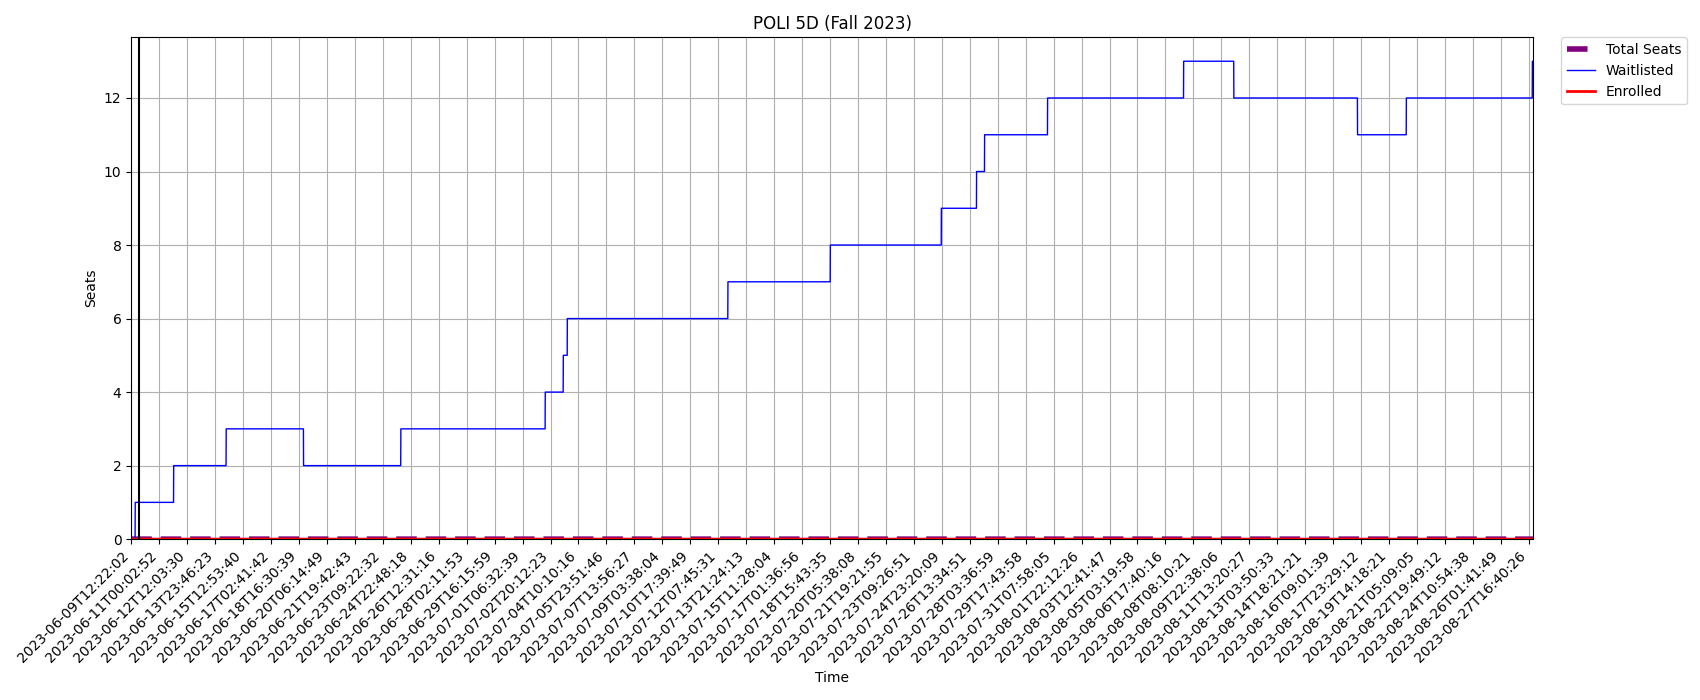 POLI 5D (Fall 2023)
Total Seats
Waitlisted
Enrolled
12
10
8
6
4
2
0
Seats
2023-06-09T12:22:02
2023-06-11T00:02:52
2023-06-12T12:03:30
2023-06-13T23:46:23
2023-06-15T12:53:40
2023-06-17T02:41:42
2023-06-18T16:30:39
2023-06-20T06:14:49
2023-06-21T19:42:43
2023-06-23T09:22:32
2023-06-24T22:48:18
2023-06-26T12:31:16
2023-06-28T02:11:53
2023-06-29T16:15:59
2023-07-01T06:32:39
2023-07-02T20:12:23
2023-07-04T10:10:16
2023-07-05T23:51:46
2023-07-07T13:56:27
2023-07-09T03:38:04
2023-07-10T17:39:49
2023-07-12T07:45:31
2023-07-13T21:24:13
2023-07-15T11:28:04
2023-07-17T01:36:56
2023-07-18T15:43:35
2023-07-20T05:38:08
2023-07-21T19:21:55
2023-07-23T09:26:51
2023-07-24T23:20:09
2023-07-26T13:34:51
2023-07-28T03:36:59
2023-07-29T17:43:58
2023-07-31T07:58:05
2023-08-01T22:12:26
2023-08-03T12:41:47
2023-08-05T03:19:58
2023-08-06T17:40:16
2023-08-08T08:10:21
2023-08-09T22:38:06
2023-08-11T13:20:27
2023-08-13T03:50:33
2023-08-14T18:21:21
2023-08-16T09:01:39
2023-08-17T23:29:12
2023-08-19T14:18:21
2023-08-21T05:09:05
2023-08-22T19:49:12
2023-08-24T10:54:38
2023-08-26T01:41:49
2023-08-27T16:40:26
Time